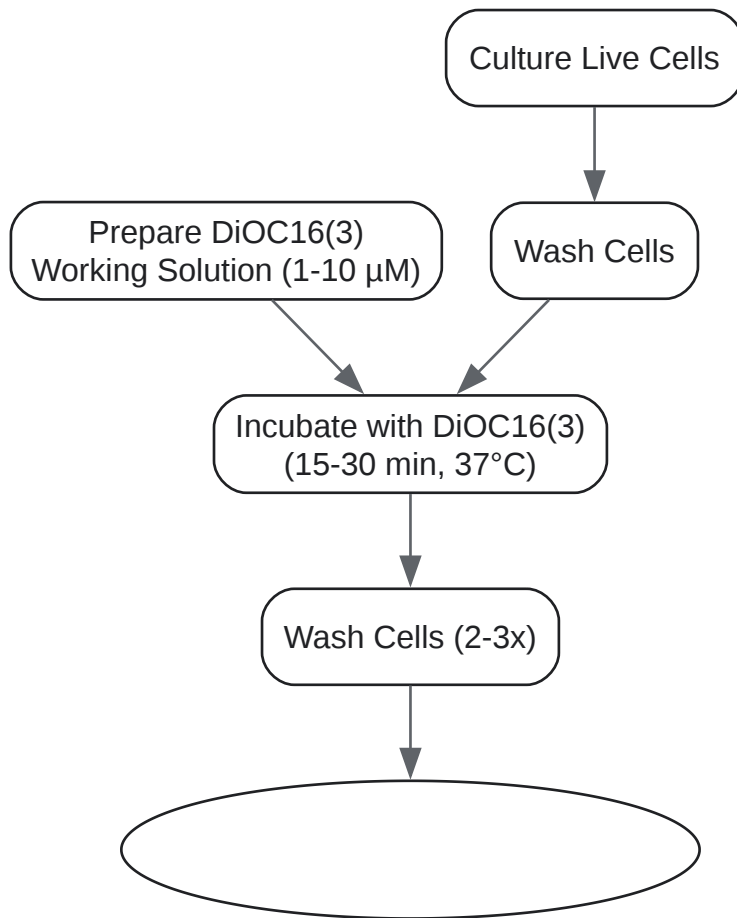 Culture Live Cells
Prepare DiOC16(3)
Working Solution (1-10 µM)
Wash Cells
Incubate with DiOC16(3)
(15-30 min, 37°C)
Wash Cells (2-3x)